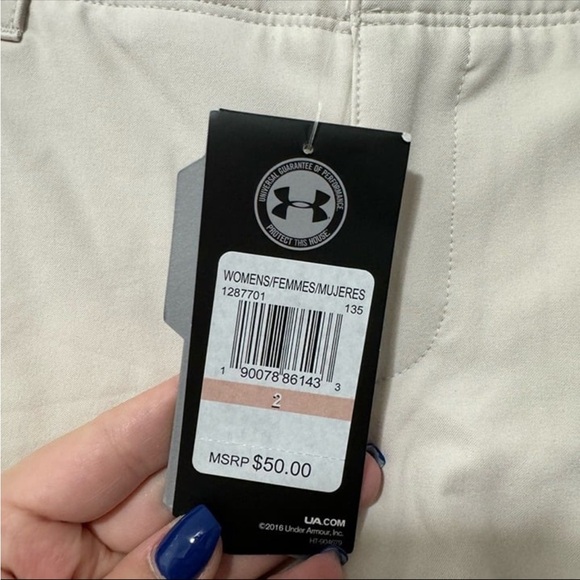 UNIVERSAL GUARANTEE OF PERFORMANCE
PROTECT THIS HOUSE
WOMENS/FEMMES/MUJERES
1287701 135
1 90078 86143 3
2
MSRP $50.00
UA.COM
©2016 Under Armour, Inc.